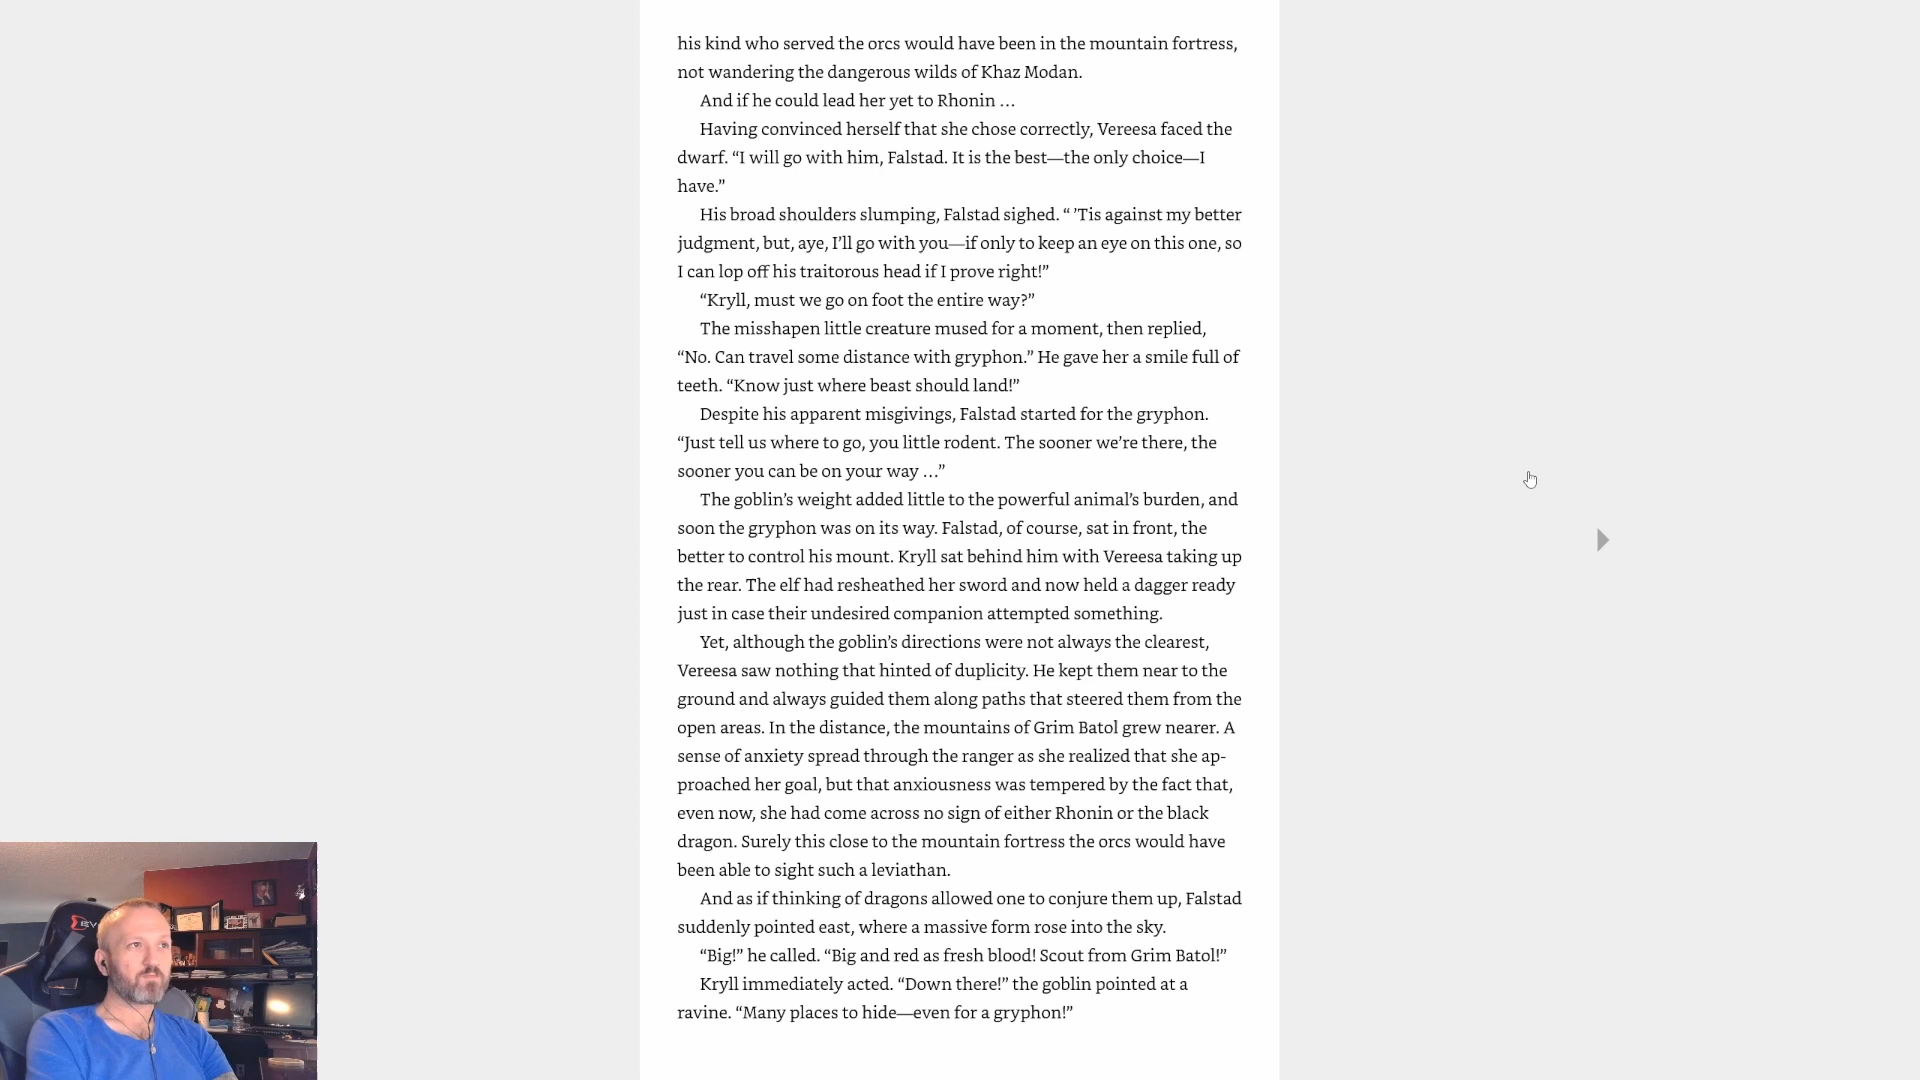 his kind who served the orcs would have been in the mountain fortress,
not wandering the dangerous wilds of Khaz Modan.
And if he could lead her yet to Rhonin …
Having convinced herself that she chose correctly, Vereesa faced the
dwarf. “I will go with him, Falstad. It is the best—the only choice—I
have.”
His broad shoulders slumping, Falstad sighed. “ ’Tis against my better
judgment, but, aye, I’ll go with you—if only to keep an eye on this one, so
I can lop off his traitorous head if I prove right!”
“Kryll, must we go on foot the entire way?”
The misshapen little creature mused for a moment, then replied,
“No. Can travel some distance with gryphon.” He gave her a smile full of
teeth. “Know just where beast should land!”
Despite his apparent misgivings, Falstad started for the gryphon.
“Just tell us where to go, you little rodent. The sooner we’re there, the
sooner you can be on your way …”
The goblin’s weight added little to the powerful animal’s burden, and
soon the gryphon was on its way. Falstad, of course, sat in front, the
better to control his mount. Kryll sat behind him with Vereesa taking up
the rear. The elf had resheathed her sword and now held a dagger ready
just in case their undesired companion attempted something.
Yet, although the goblin’s directions were not always the clearest,
Vereesa saw nothing that hinted of duplicity. He kept them near to the
ground and always guided them along paths that steered them from the
open areas. In the distance, the mountains of Grim Batol grew nearer. A
sense of anxiety spread through the ranger as she realized that she ap-
proached her goal, but that anxiousness was tempered by the fact that,
even now, she had come across no sign of either Rhonin or the black
dragon. Surely this close to the mountain fortress the orcs would have
been able to sight such a leviathan.
And as if thinking of dragons allowed one to conjure them up, Falstad
suddenly pointed east, where a massive form rose into the sky.
“Big!” he called. “Big and red as fresh blood! Scout from Grim Batol!”
Kryll immediately acted. “Down there!” the goblin pointed at a
ravine. “Many places to hide—even for a gryphon!”